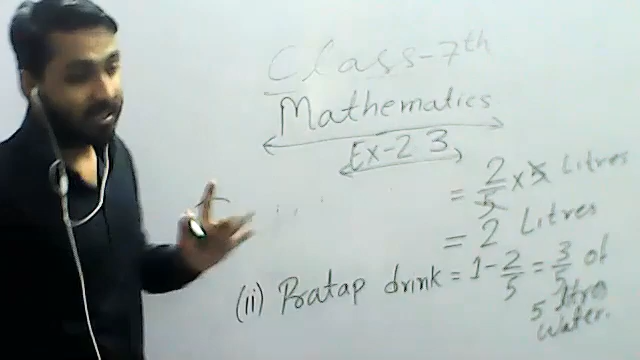 Class-7th
Mathematics
Ex-2 3
= 2/5 × 5 Litres
= 2 Litres
(ii) Pratap drink = 1 - 2/5 = 3/5 of
5 litre
water.